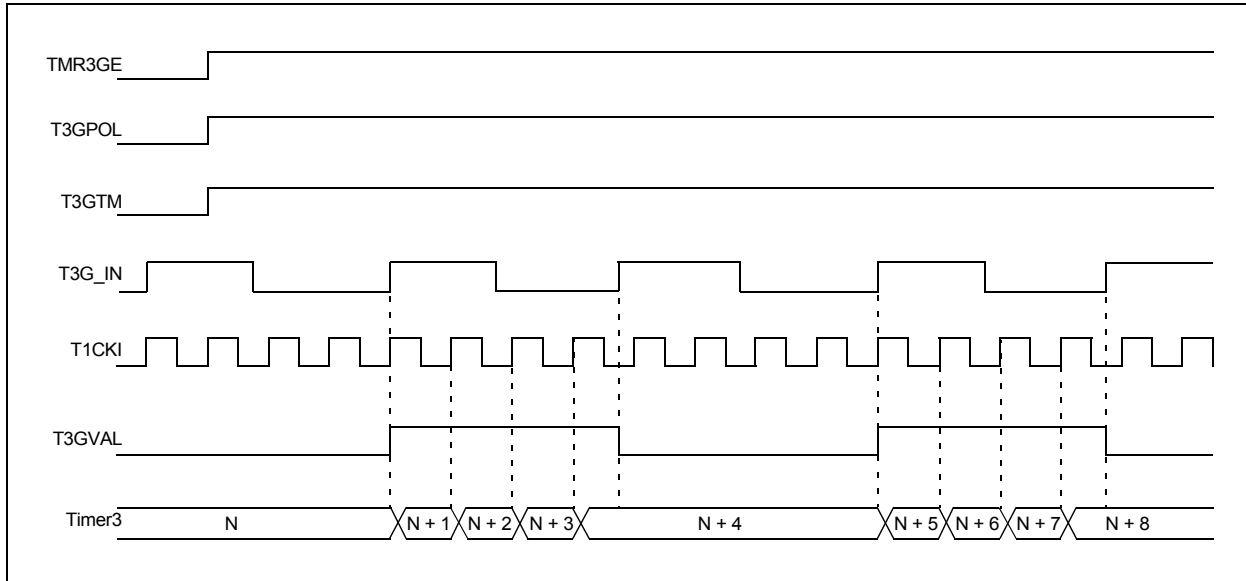 TMR3GE
T3GPOL
T3GTM
T3G_IN
T1CKI
T3GVAL
Timer3 N N + 1 N + 2 N + 3 N + 4 N + 5 N + 6 N + 7 N + 8